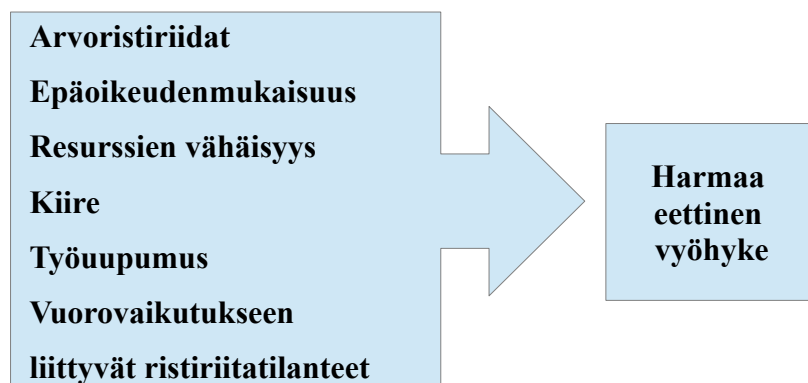 Arvoristiriidat
Epäoikeudenmukaisuus
Resurssien vähäisyys
Kiire
Työuupumus
Vuorovaikutukseen
liittyvät ristiriitatilanteet
Harmaa
eettinen
vyöhyke